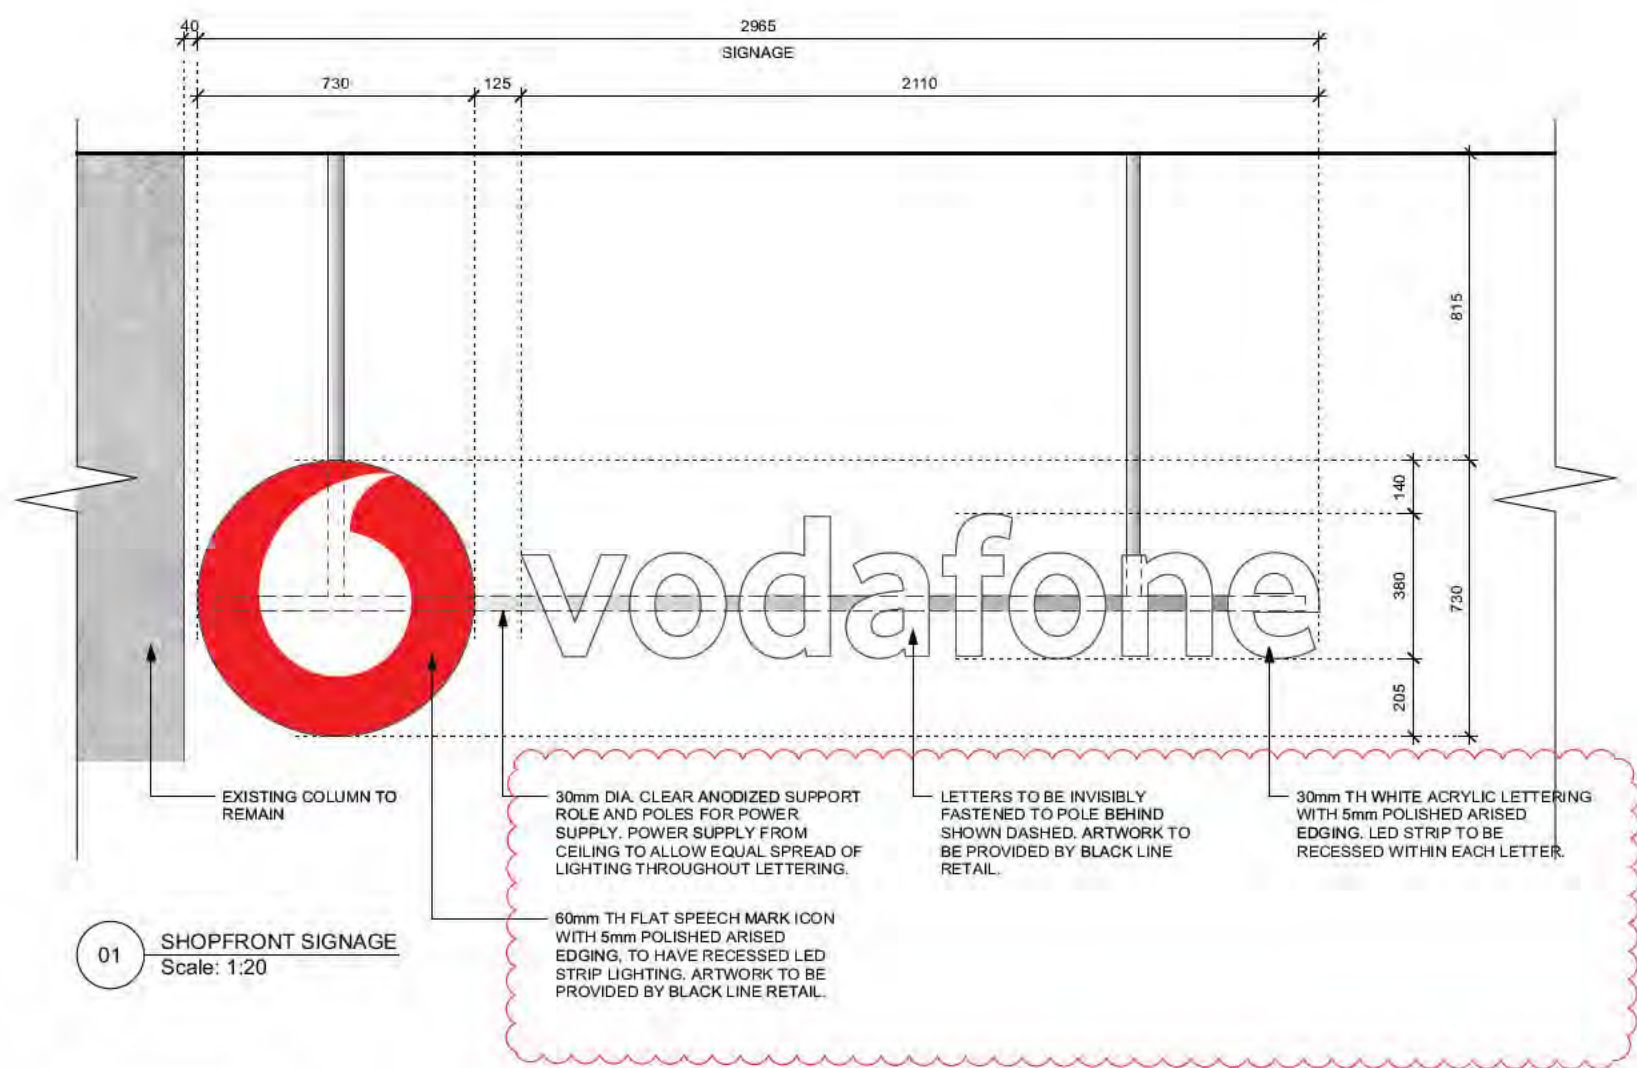 40
2965
SIGNAGE
730
125
2110
815
140
380
730
205
vodafone
EXISTING COLUMN TO
REMAIN
30mm DIA. CLEAR ANODIZED SUPPORT
ROLE AND POLES FOR POWER
SUPPLY. POWER SUPPLY FROM
CEILING TO ALLOW EQUAL SPREAD OF
LIGHTING THROUGHOUT LETTERING.
LETTERS TO BE INVISIBLY
FASTENED TO POLE BEHIND
SHOWN DASHED. ARTWORK TO
BE PROVIDED BY BLACK LINE
RETAIL.
30mm TH WHITE ACRYLIC LETTERING
WITH 5mm POLISHED ARISED
EDGING. LED STRIP TO BE
RECESSED WITHIN EACH LETTER.
60mm TH FLAT SPEECH MARK ICON
WITH 5mm POLISHED ARISED
EDGING, TO HAVE RECESSED LED
STRIP LIGHTING. ARTWORK TO BE
PROVIDED BY BLACK LINE RETAIL.
01
SHOPFRONT SIGNAGE
Scale: 1:20